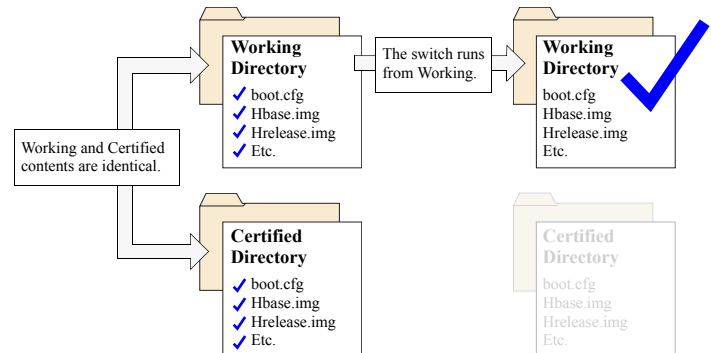 Working
Directory
boot.cfg
Hbase.img
Hrelease.img
Etc.
The switch runs
from Working.
Working
Directory
boot.cfg
Hbase.img
Hrelease.img
Etc.
Working and Certified
contents are identical.
Certified
Directory
boot.cfg
Hbase.img
Hrelease.img
Etc.
Certified
Directory
boot.cfg
Hbase.img
Hrelease.img
Etc.